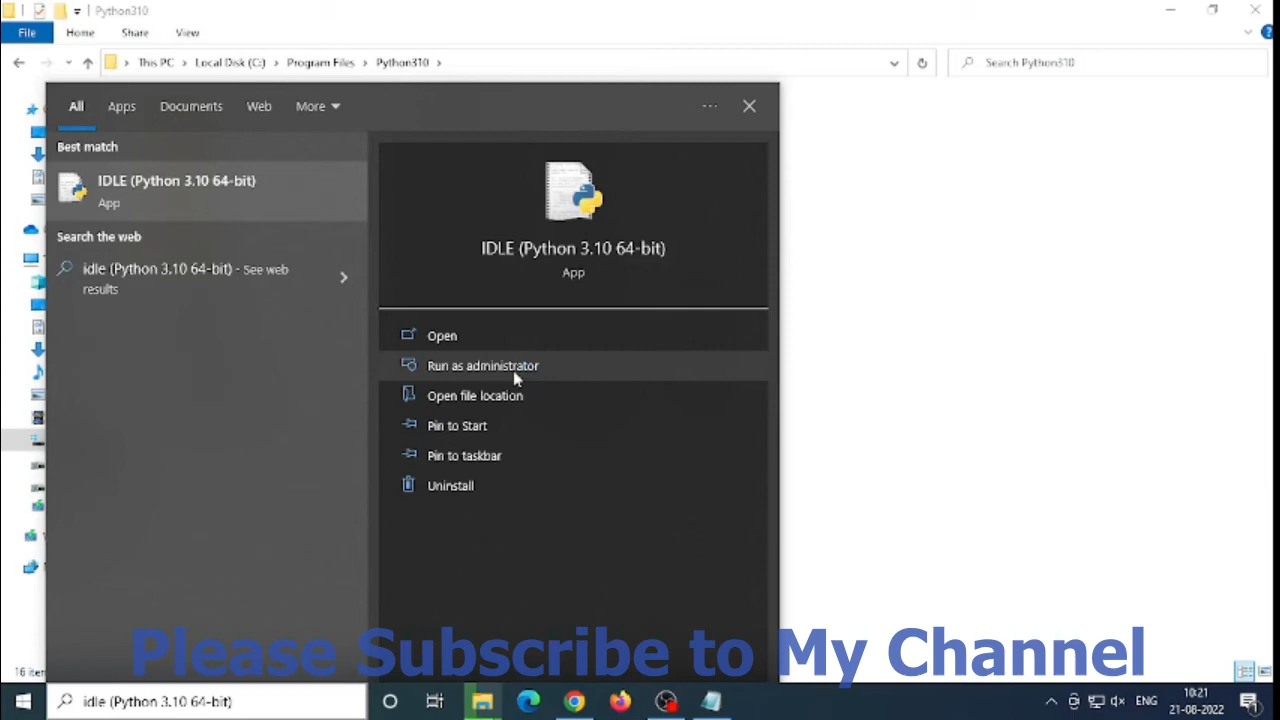 Python310
File Home Share View
This PC Local Disk (C:) Program Files Python310
Search Python310
All Apps Documents Web More
Best match
IDLE (Python 3.10 64-bit)
App
Search the web
idle (Python 3.10 64-bit) - See web
results
IDLE (Python 3.10 64-bit)
App
Open
Run as administrator
Open file location
Pin to Start
Pin to taskbar
Uninstall
Please Subscribe to My Channel
16
idle (Python 3.10 64-bit)
ENG
10:21
21-08-2022